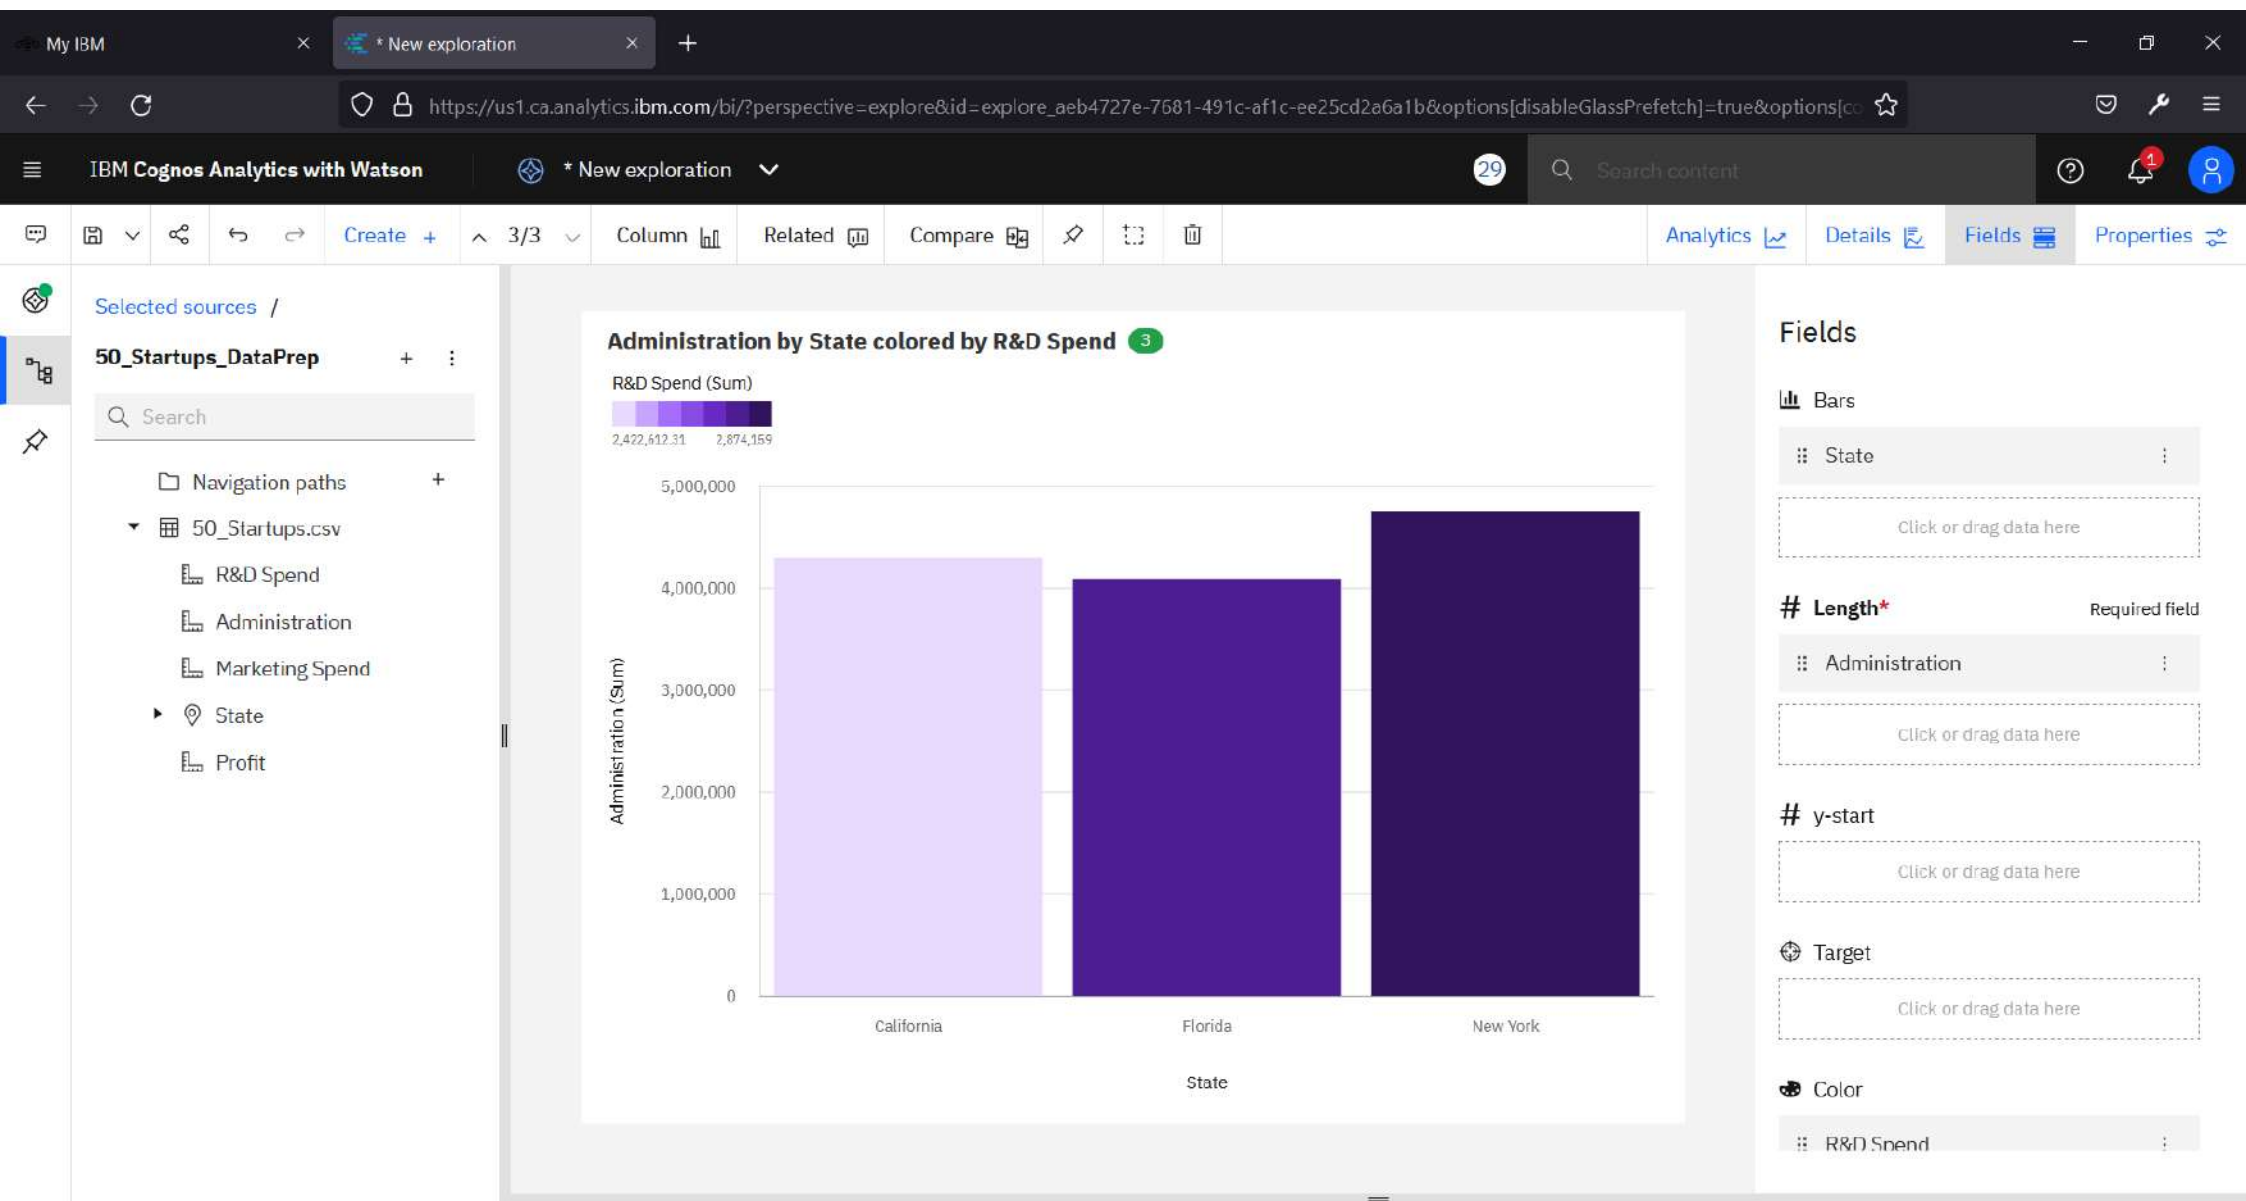 My IBM
* New exploration
https://us1.ca.analytics.ibm.com/bi/?perspective=explore&id=explore_aeb4727e-7681-491c-af1c-ee25cd2a6a1b&options[disableGlassPrefetch]=true&options[co
IBM Cognos Analytics with Watson
* New exploration
29
Search content
1
Create +
3/3
Column
Related
Compare
Analytics
Details
Fields
Properties
Selected sources /
50_Startups_DataPrep
Search
Navigation paths
50_Startups.csv
R&D Spend
Administration
Marketing Spend
State
Profit
Administration by State colored by R&D Spend 3
R&D Spend (Sum)
2,422,612.31 2,874,159
5,000,000
4,000,000
3,000,000
2,000,000
1,000,000
0
Administration (Sum)
California Florida New York
State
Fields
Bars
State
Click or drag data here
# Length* Required field
Administration
Click or drag data here
# y-start
Click or drag data here
Target
Click or drag data here
Color
R&D Spend